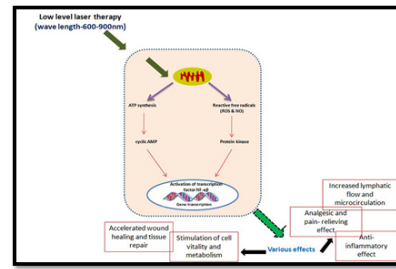 Low level laser therapy
(wave length-600-900nm)
ATP synthesis
Reactive free radicals
(ROS & NO)
cyclic AMP
Protein kinase
Activation of transcription
factor NF-κβ
Gene transcription
Increased lymphatic
flow and
microcirculation
Analgesic and
pain- relieving
effect
Accelerated wound
healing and tissue
repair
Stimulation of cell
vitality and
metabolism
Various effects
Anti-
inflammatory
effect